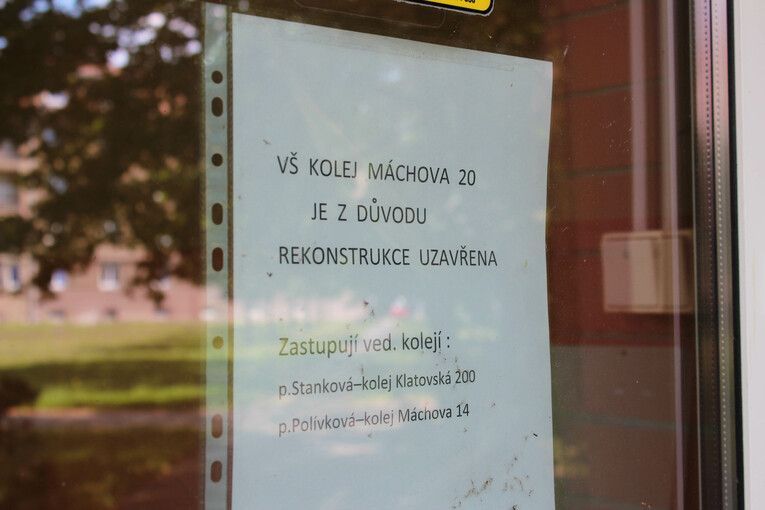 VŠ KOLEJ MÁCHOVA 20
JE Z DŮVODU
REKONSTRUKCE UZAVŘENA
Zastupují ved. kolejí :
p.Stanková–kolej Klatovská 200
p.Polívková–kolej Máchova 14